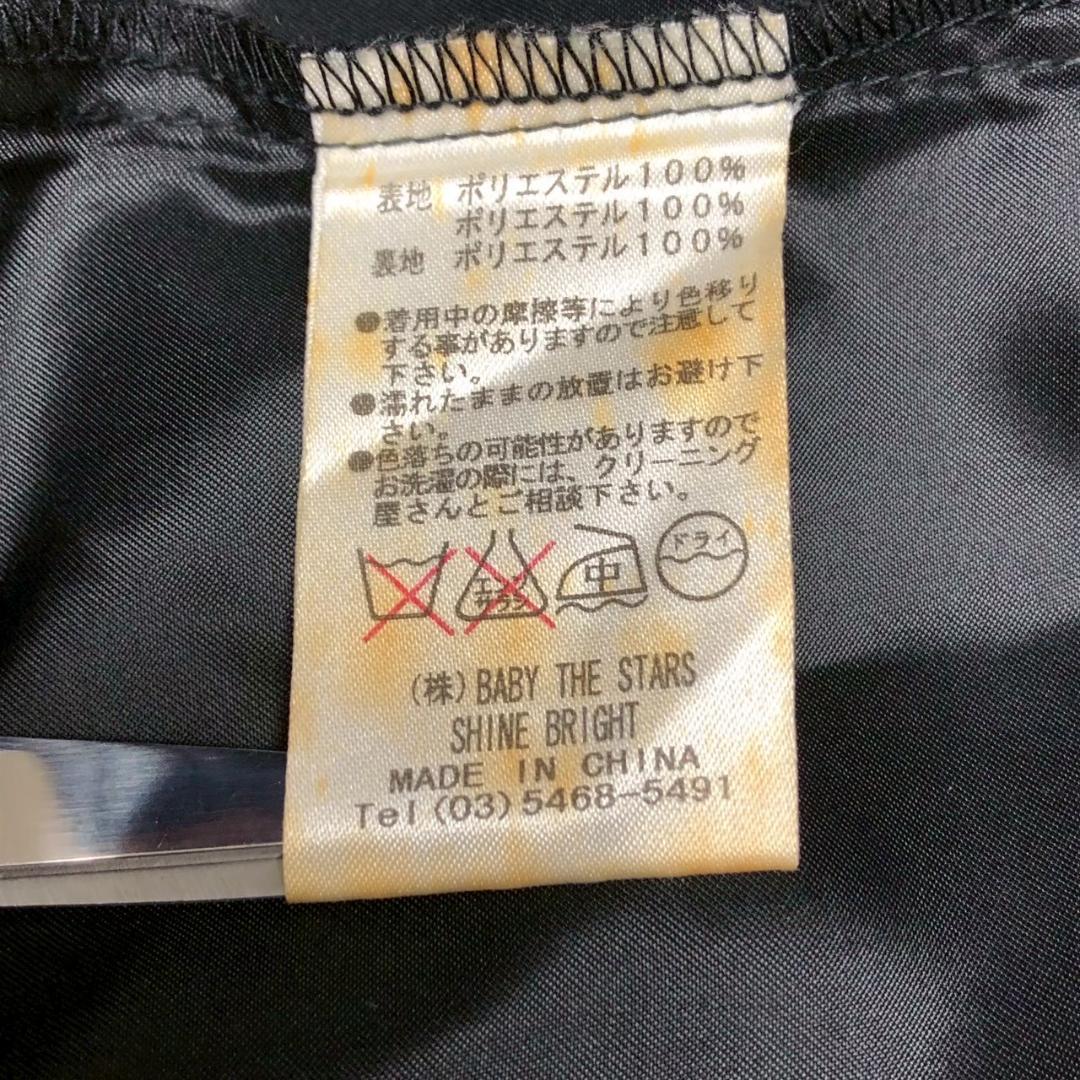 表地 ポリエステル100%
ポリエステル100%
裏地 ポリエステル100%
●着用中の摩擦等により色移り
する事がありますので注意して
下さい。
●濡れたままの放置はお避け下
さい。
●色落ちの可能性がありますので
お洗濯の際には、クリーニング
屋さんとご相談下さい。
エンソ
サラシ
中
ドライ
(株)BABY THE STARS
SHINE BRIGHT
MADE IN CHINA
Tel(03)5468-5491